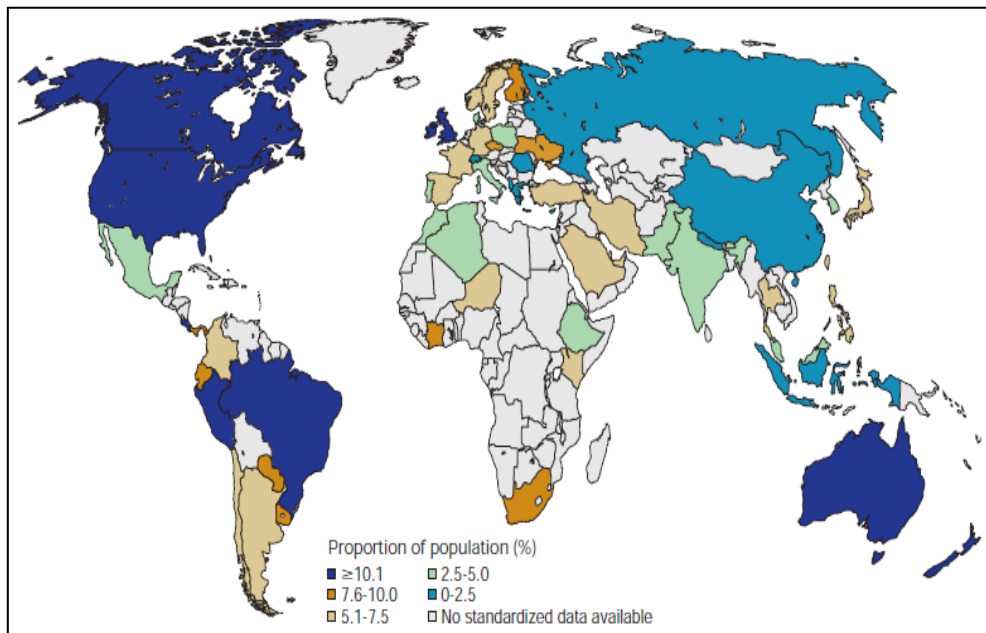 Proportion of population (%)
≥10.1
7.6-10.0
5.1-7.5
2.5-5.0
0-2.5
No standardized data available